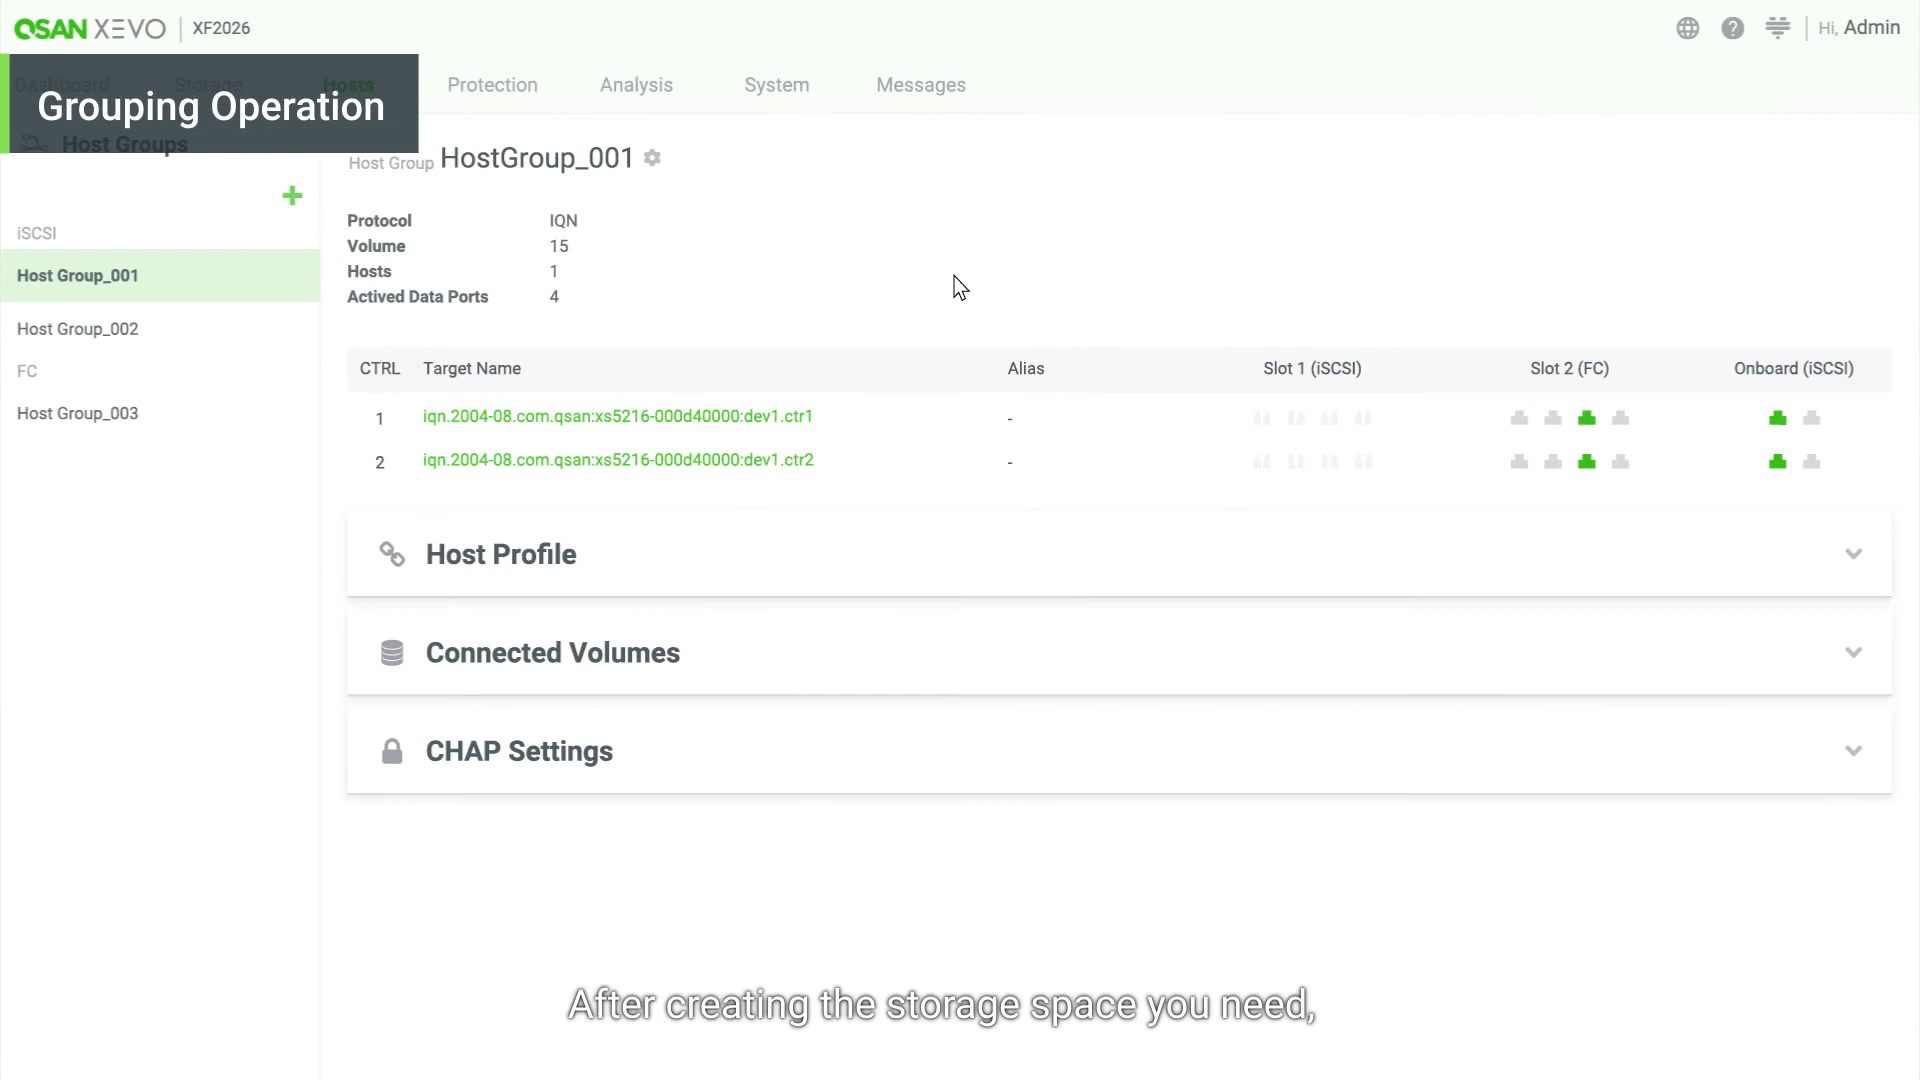 QSAN XEVO XF2026
Hi, Admin
Dashboard Storage Hosts Protection Analysis System Messages
Grouping Operation
Host Groups
iSCSI
Host Group_001
Host Group_002
FC
Host Group_003
Host Group HostGroup_001
Protocol IQN
Volume 15
Hosts 1
Actived Data Ports 4
CTRL Target Name Alias Slot 1 (iSCSI) Slot 2 (FC) Onboard (iSCSI)
1 iqn.2004-08.com.qsan:xs5216-000d40000:dev1.ctr1 -
2 iqn.2004-08.com.qsan:xs5216-000d40000:dev1.ctr2 -
Host Profile
Connected Volumes
CHAP Settings
After creating the storage space you need,